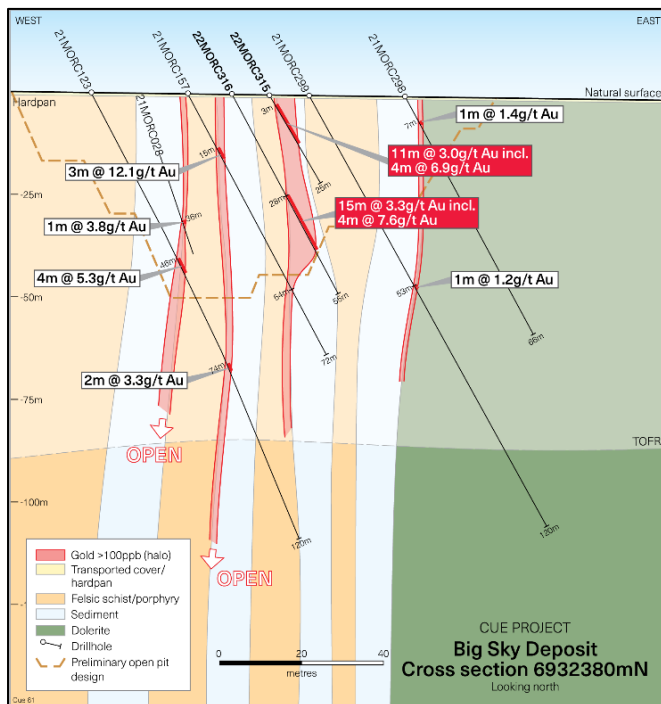 WEST
EAST
21MORC123
21MORC028
21MORC157
22MORC316
22MORC315
21MORC299
21MORC298
Natural surface
Hardpan
3m
7m
1m @ 1.4g/t Au
15m
11m @ 3.0g/t Au incl.
4m @ 6.9g/t Au
3m @ 12.1g/t Au
25m
-25m
28m
15m @ 3.3g/t Au incl.
4m @ 7.6g/t Au
1m @ 3.8g/t Au
36m
46m
4m @ 5.3g/t Au
1m @ 1.2g/t Au
53m
54m
55m
-50m
66m
72m
74m
2m @ 3.3g/t Au
-75m
OPEN
TOFR
-100m
120m
120m
OPEN
Gold >100ppb (halo)
Transported cover/
hardpan
Felsic schist/porphyry
Sediment
Dolerite
Drillhole
Preliminary open pit
design
0 20 40
metres
CUE PROJECT
Big Sky Deposit
Cross section 6932380mN
Looking north
Cue 61